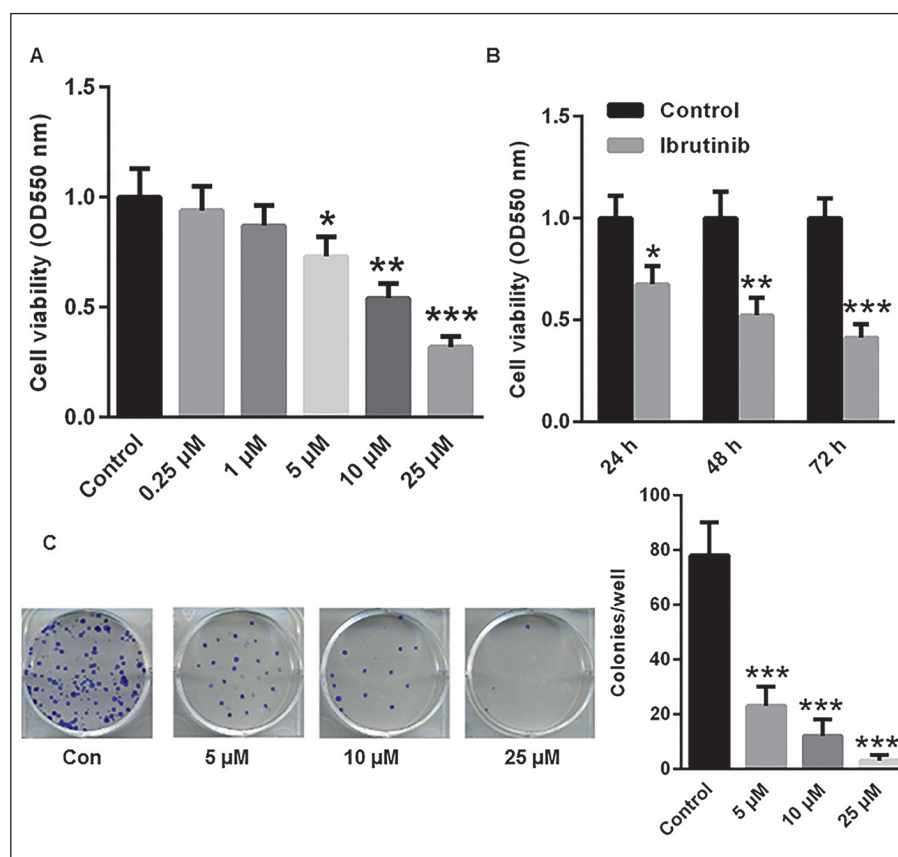 A
Cell viability (OD550 nm)
1.5
1.0
0.5
0.0
*
**
***
Control
0.25 µM
1 µM
5 µM
10 µM
25 µM
B
Control
Ibrutinib
Cell viability (OD550 nm)
1.5
1.0
0.5
0.0
*
**
***
24 h
48 h
72 h
C
Con
5 µM
10 µM
25 µM
Colonies/well
100
80
60
40
20
0
***
***
***
Control
5 µM
10 µM
25 µM